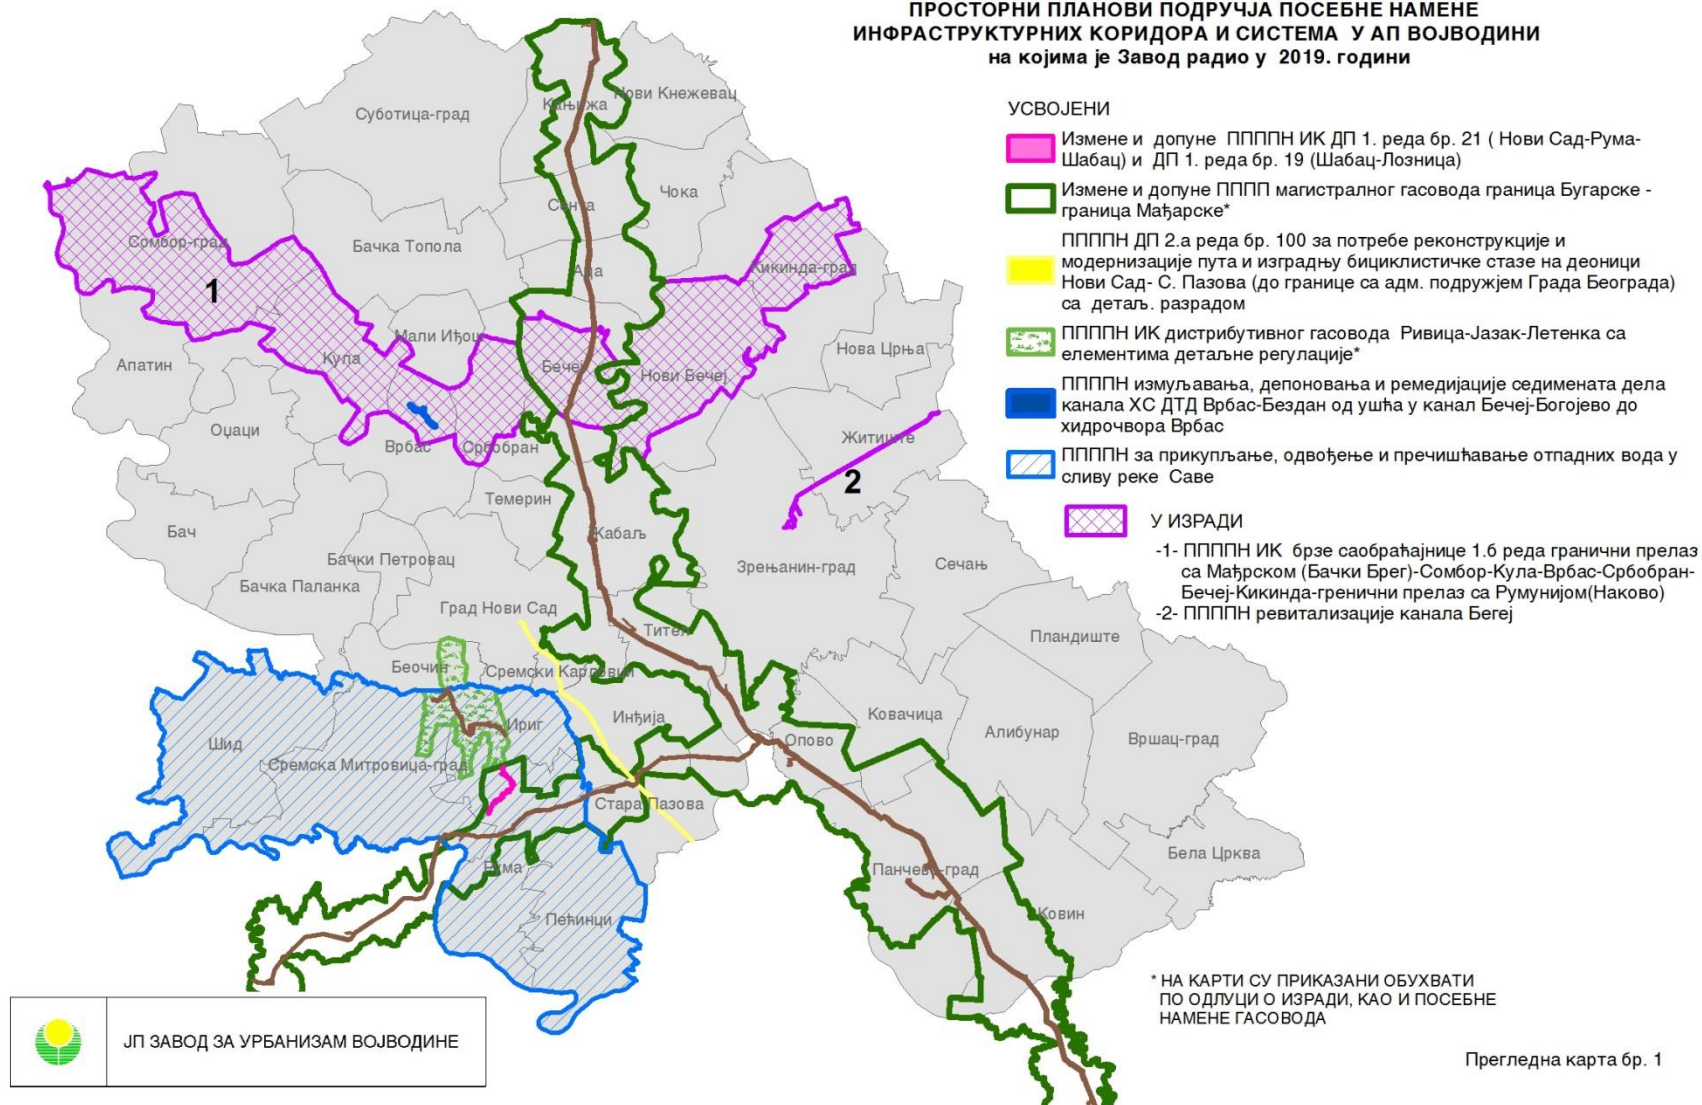 ПРОСТОРНИ ПЛАНОВИ ПОДРУЧЈА ПОСЕБНЕ НАМЕНЕ
ИНФРАСТРУКТУРНИХ КОРИДОРА И СИСТЕМА У АП ВОЈВОДИНИ
на којима је Завод радио у 2019. години
УСВОЈЕНИ
Измене и допуне ППППН ИК ДП 1. реда бр. 21 ( Нови Сад-Рума-
Шабац) и ДП 1. реда бр. 19 (Шабац-Лозница)
Измене и допуне ПППП магистралног гасовода граница Бугарске -
граница Мађарске*
ППППН ДП 2.а реда бр. 100 за потребе реконструкције и
модернизације пута и изградњу бициклистичке стазе на деоници
Нови Сад- С. Пазова (до границе са адм. подружјем Града Београда)
са детаљ. разрадом
ППППН ИК дистрибутивног гасовода Ривица-Јазак-Летенка са
елементима детаљне регулације*
ППППН измуљавања, депоновања и ремедијације седимената дела
канала ХС ДТД Врбас-Бездан од ушћа у канал Бечеј-Богојево до
хидрочвора Врбас
ППППН за прикупљање, одвођење и пречишћавање отпадних вода у
сливу реке Саве
У ИЗРАДИ
-1- ППППН ИК брзе саобраћајнице 1.б реда гранични прелаз
са Мађрском (Бачки Брег)-Сомбор-Кула-Врбас-Србобран-
Бечеј-Кикинда-гренични прелаз са Румунијом(Наково)
-2- ППППН ревитализације канала Бегеј
Суботица-град
Кањижа
Нови Кнежевац
Чока
Сента
Сомбор-град
Бачка Топола
Ада
Кикинда-град
1
Мали Иђош
Нова Црња
Апатин
Кула
Бечеј
Нови Бечеј
Оџаци
Врбас
Србобран
Житиште
2
Темерин
Бач
Жабаљ
Бачки Петровац
Зрењанин-град
Сечањ
Бачка Паланка
Град Нови Сад
Тител
Пландиште
Беочин
Сремски Карловци
Шид
Ириг
Инђија
Ковачица
Опово
Алибунар
Вршац-град
Сремска Митровица-град
Стара Пазова
Рума
Панчево-град
Бела Црква
Пећинци
Ковин
* НА КАРТИ СУ ПРИКАЗАНИ ОБУХВАТИ
ПО ОДЛУЦИ О ИЗРАДИ, КАО И ПОСЕБНЕ
НАМЕНЕ ГАСОВОДА
ЈП ЗАВОД ЗА УРБАНИЗАМ ВОЈВОДИНЕ
Прегледна карта бр. 1